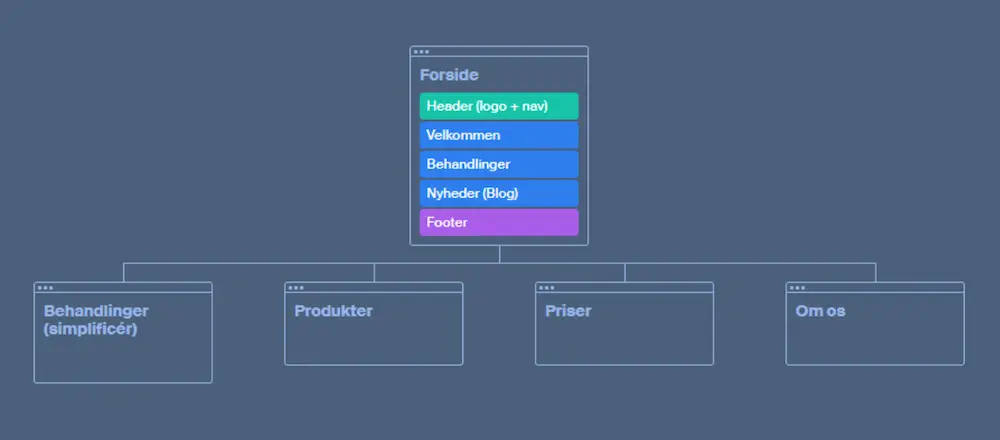 Forside
Header (logo + nav)
Velkommen
Behandlinger
Nyheder (Blog)
Footer
Behandlinger
(simplificér)
Produkter
Priser
Om os